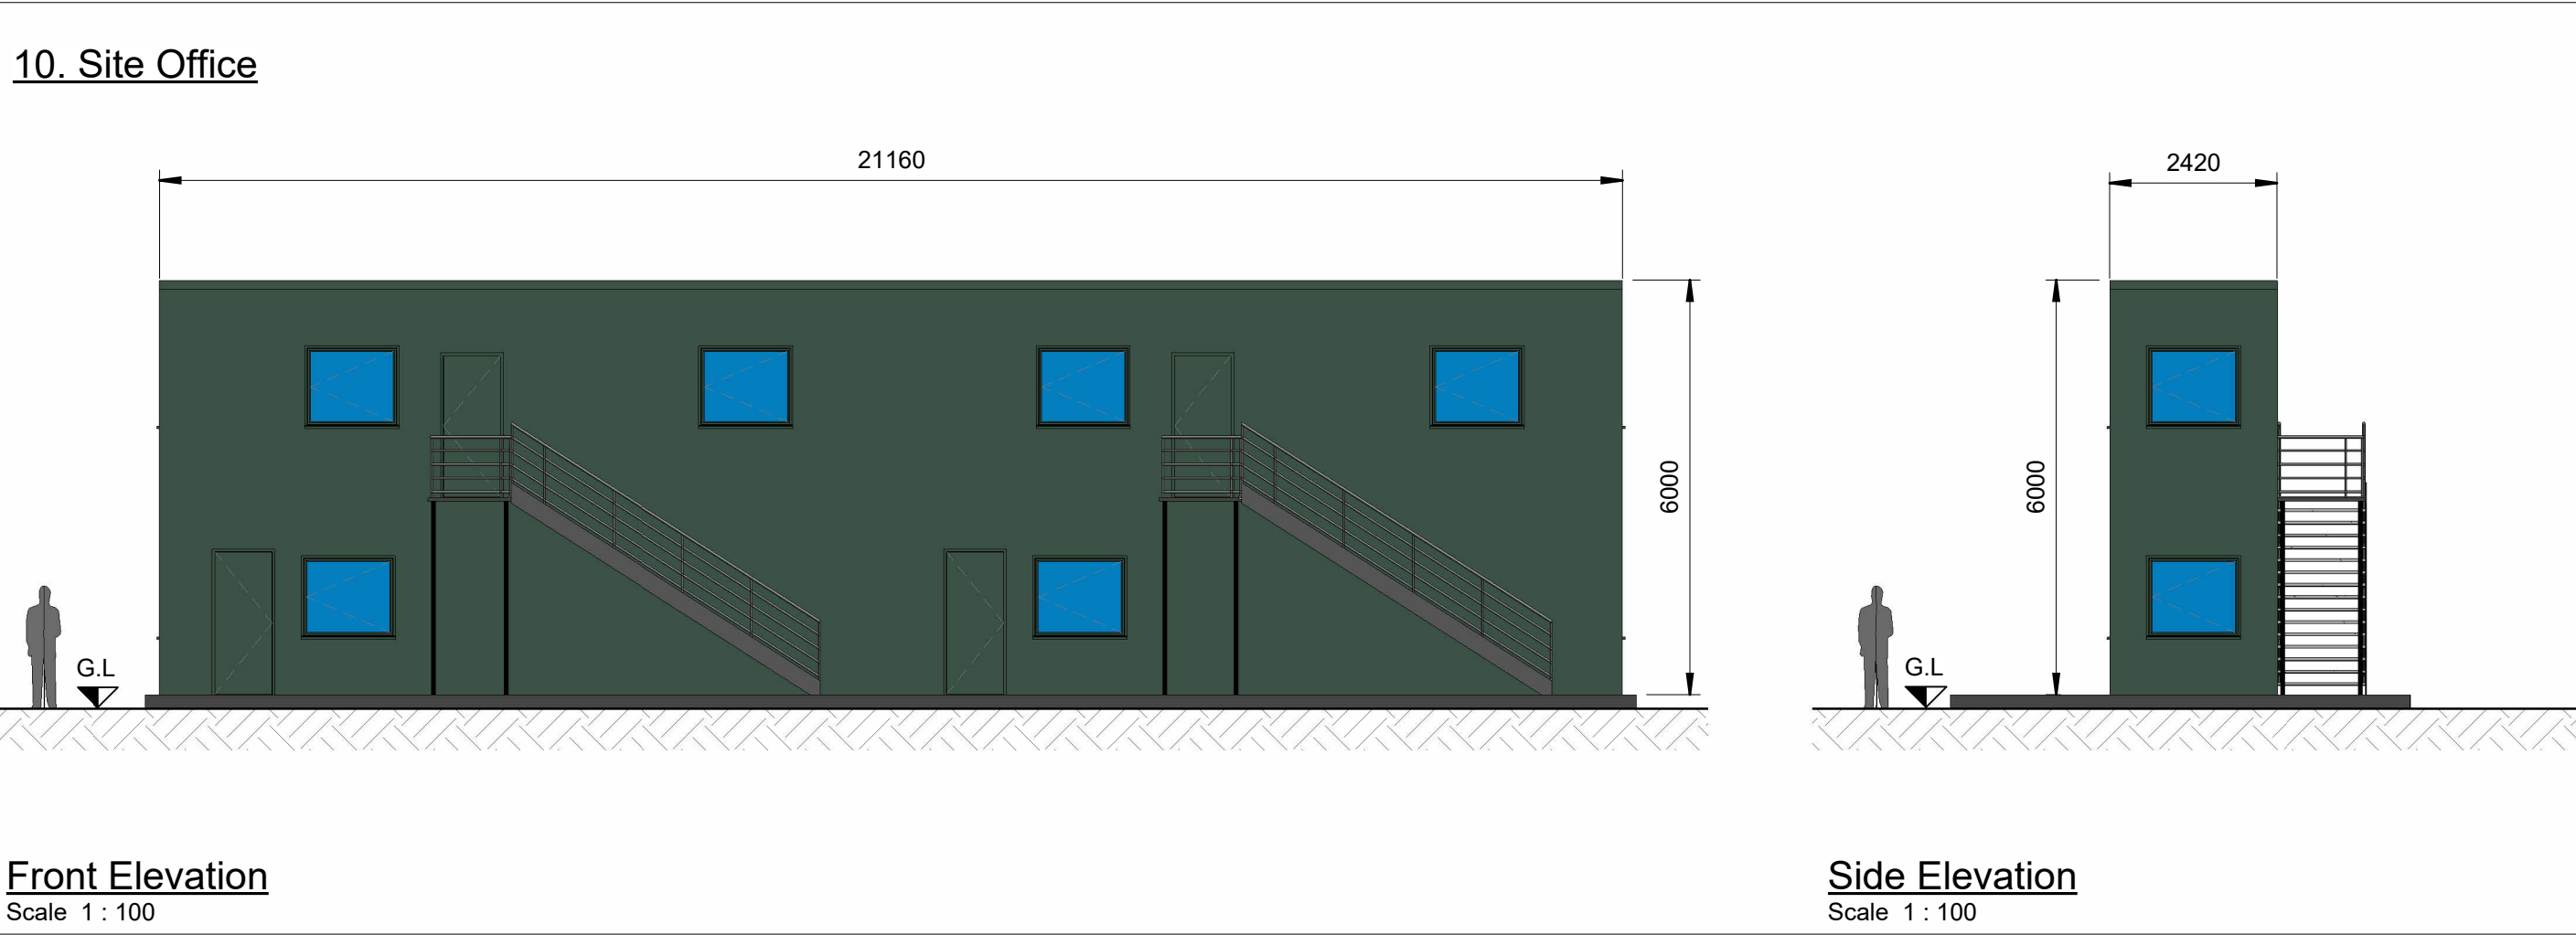 10. Site Office
21160
2420
6000
6000
G.L
G.L
Front Elevation
Scale 1 : 100
Side Elevation
Scale 1 : 100